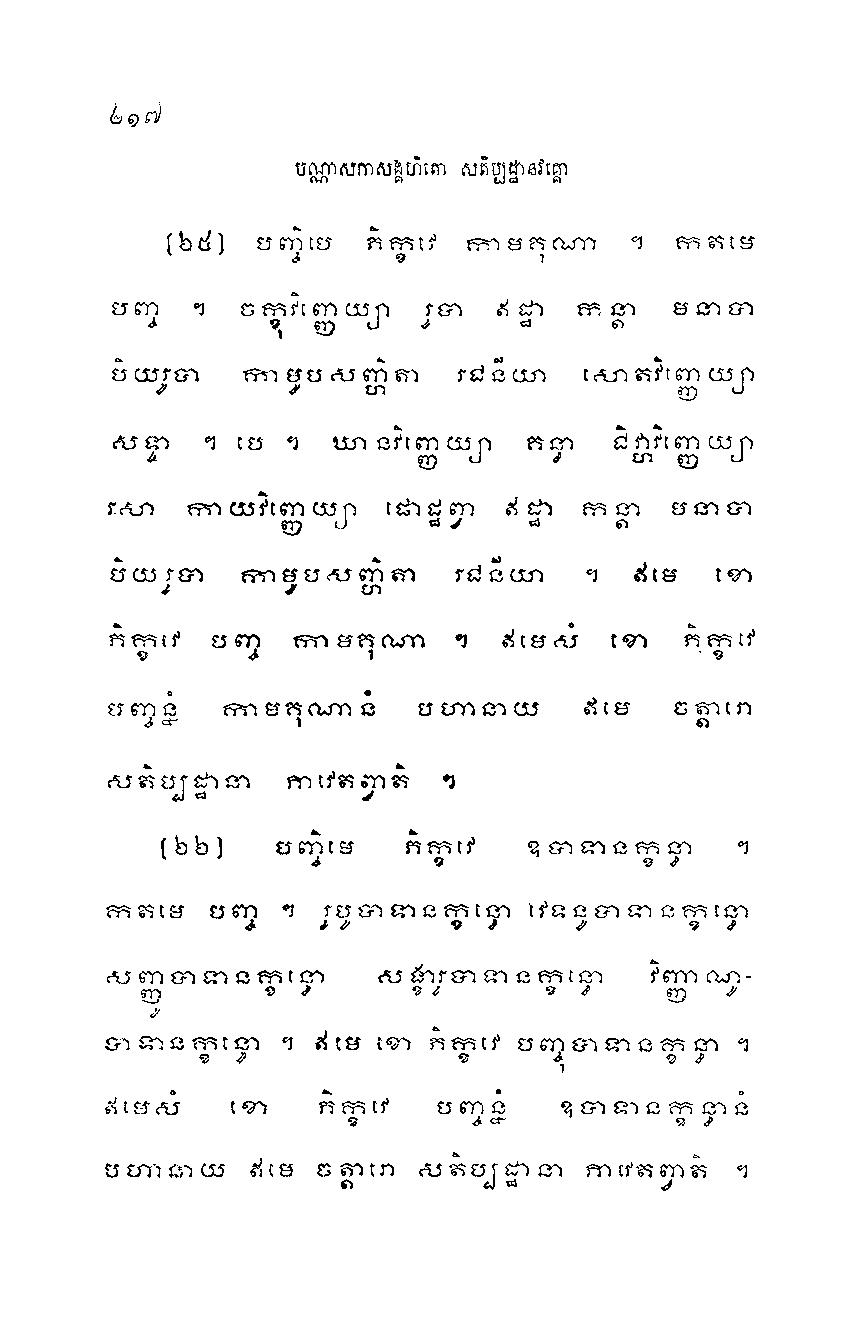 ៤១៧
បណ្ណាសកាសង្គហិតោ សតិប្បដ្ឋានវគ្គោ
[៦៥] បញ្ចិមេ ភិក្ខវេ កាមគុណា ។ កតមេ
បញ្ច ។ ចក្ខុវិញ្ញេយ្យា រូបា ឥដ្ឋា កន្តា មនាបា
បិយរូបា កាមូបសញ្ហិតា រជនីយា សោតវិញ្ញេយ្យា
សទ្ទា ។ បេ ។ ឃានវិញ្ញេយ្យា គន្ធា ជិវ្ហាវិញ្ញេយ្យា
រសា កាយវិញ្ញេយ្យា ផោដ្ឋព្វា ឥដ្ឋា កន្តា មនាបា
បិយរូបា កាមូបសញ្ហិតា រជនីយា ។ ឥមេ ខោ
ភិក្ខវេ បញ្ច កាមគុណា ។ ឥមេសំ ខោ ភិក្ខវេ
បញ្ចន្នំ កាមគុណានំ បហានាយ ឥមេ ចត្តារោ
សតិប្បដ្ឋានា ភាវេតព្វាតិ ។
[៦៦] បញ្ចិមេ ភិក្ខវេ ឧបាទានក្ខន្ធា ។
កតមេ បញ្ច ។ រូបូបាទានក្ខន្ធោ វេទនូបាទានក្ខន្ធោ
សញ្ញូបាទានក្ខន្ធោ សង្ខារូបាទានក្ខន្ធោ វិញ្ញាណូ-
បាទានក្ខន្ធោ ។ ឥមេ ខោ ភិក្ខវេ បញ្ចុបាទានក្ខន្ធា ។
ឥមេសំ ខោ ភិក្ខវេ បញ្ចន្នំ ឧបាទានក្ខន្ធានំ
បហានាយ ឥមេ ចត្តារោ សតិប្បដ្ឋានា ភាវេតព្វាតិ ។